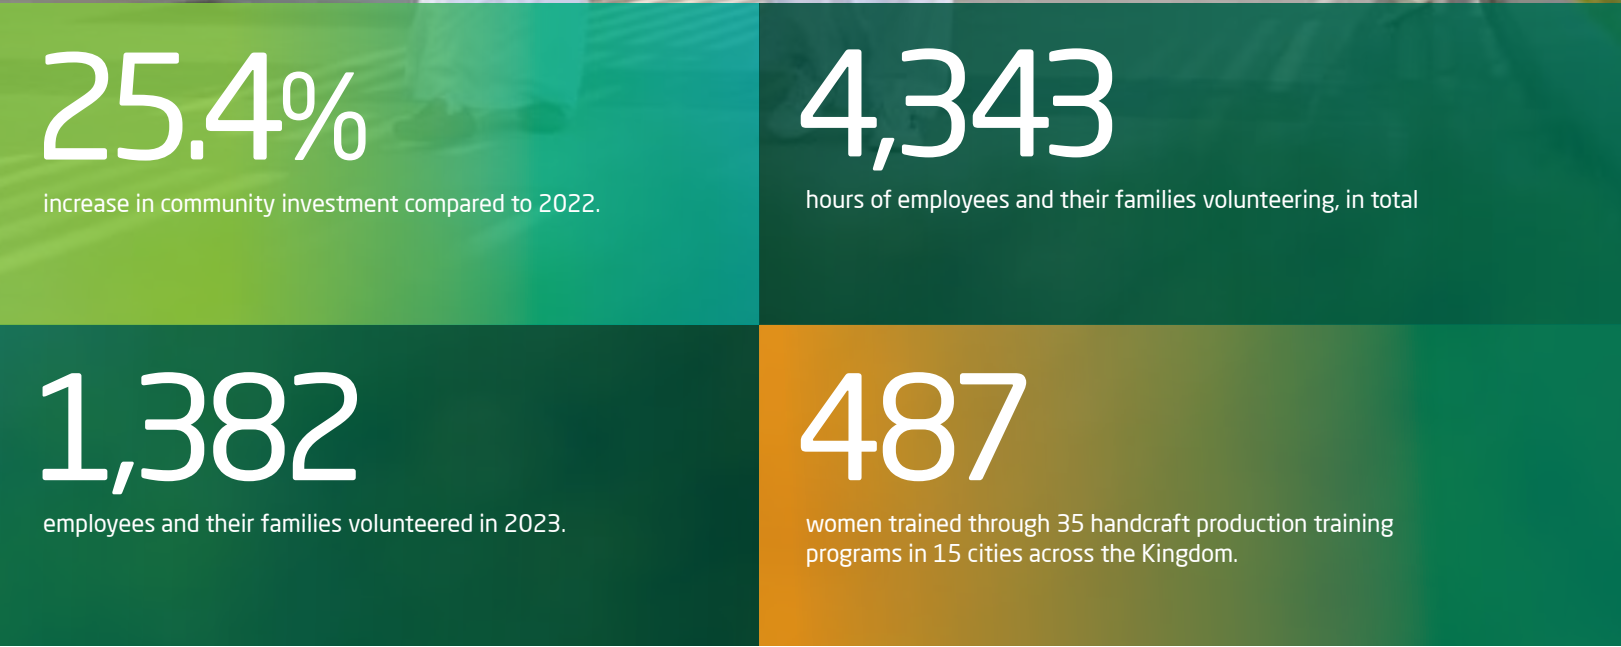 25.4%
increase in community investment compared to 2022.
4,343
hours of employees and their families volunteering, in total
1,382
employees and their families volunteered in 2023.
487
women trained through 35 handcraft production training
programs in 15 cities across the Kingdom.